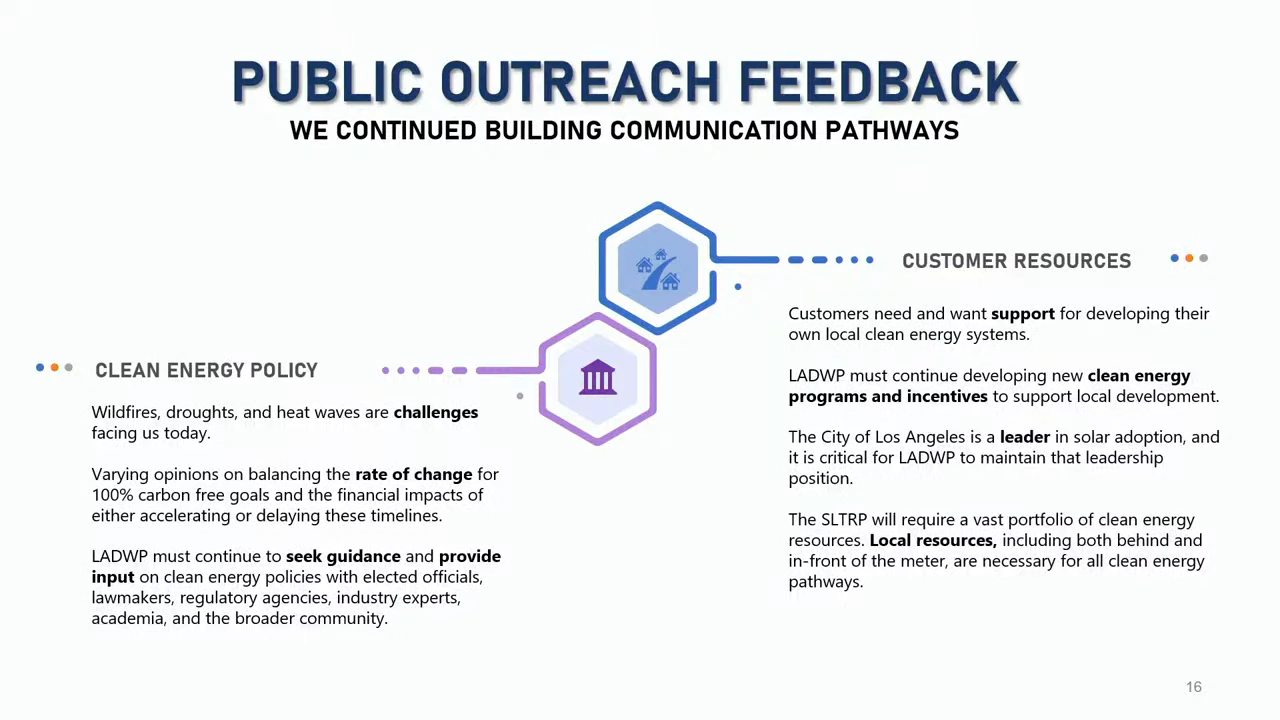 PUBLIC OUTREACH FEEDBACK
WE CONTINUED BUILDING COMMUNICATION PATHWAYS
CLEAN ENERGY POLICY
Wildfires, droughts, and heat waves are challenges
facing us today.
Varying opinions on balancing the rate of change for
100% carbon free goals and the financial impacts of
either accelerating or delaying these timelines.
LADWP must continue to seek guidance and provide
input on clean energy policies with elected officials,
lawmakers, regulatory agencies, industry experts,
academia, and the broader community.
CUSTOMER RESOURCES
Customers need and want support for developing their
own local clean energy systems.
LADWP must continue developing new clean energy
programs and incentives to support local development.
The City of Los Angeles is a leader in solar adoption, and
it is critical for LADWP to maintain that leadership
position.
The SLTRP will require a vast portfolio of clean energy
resources. Local resources, including both behind and
in-front of the meter, are necessary for all clean energy
pathways.
16